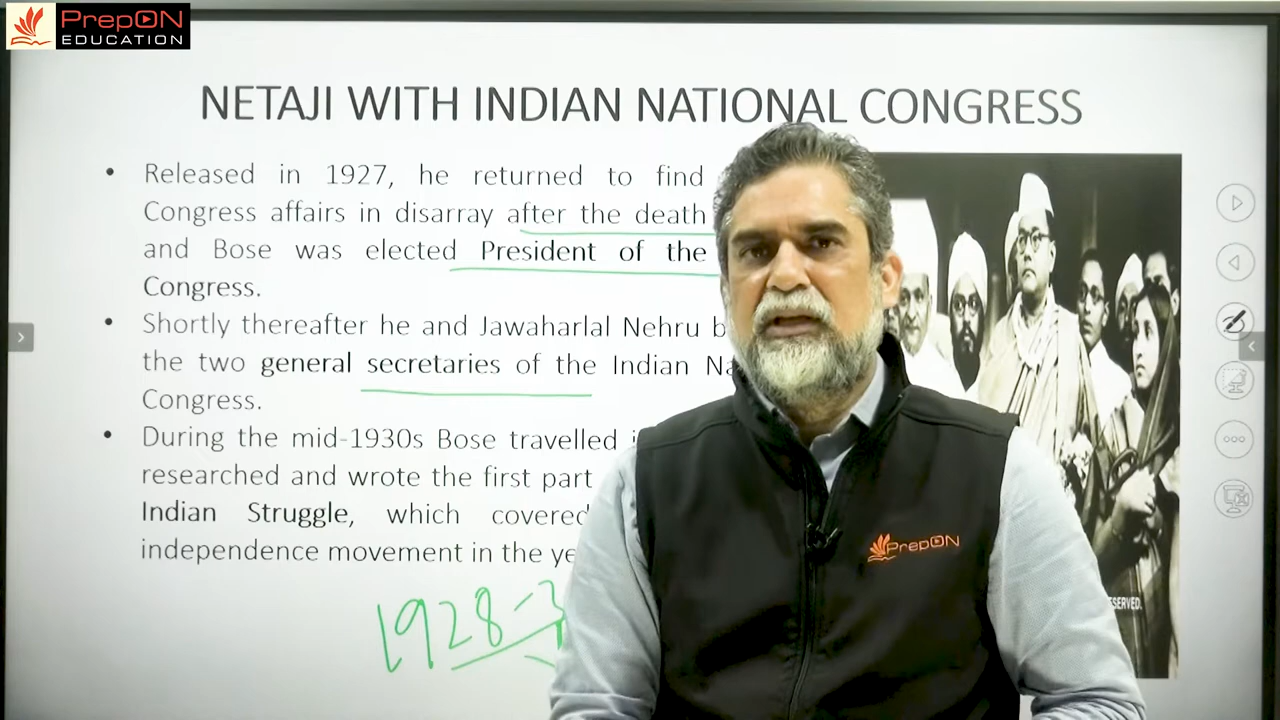 PrepON
EDUCATION
NETAJI WITH INDIAN NATIONAL CONGRESS
• Released in 1927, he returned to find
Congress affairs in disarray after the death
and Bose was elected President of the
Congress.
• Shortly thereafter he and Jawaharlal Nehru
the two general secretaries of the Indian
Congress.
• During the mid-1930s Bose travelled
researched and wrote the first part
Indian Struggle, which covered
independence movement in the
1928-3
PrepON